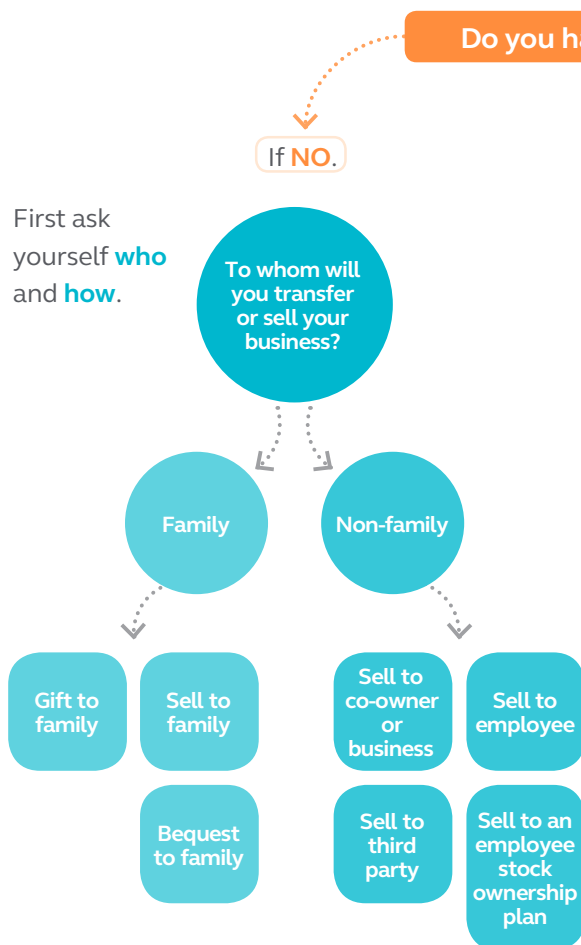 Do you
If NO.
First ask
yourself who
and how.
To whom will
you transfer
or sell your
business?
Family
Non-family
Gift to
family
Sell to
family
Bequest
to family
Sell to
co-owner
or
business
Sell to
employee
Sell to
third
party
Sell to an
employee
stock
ownership
plan